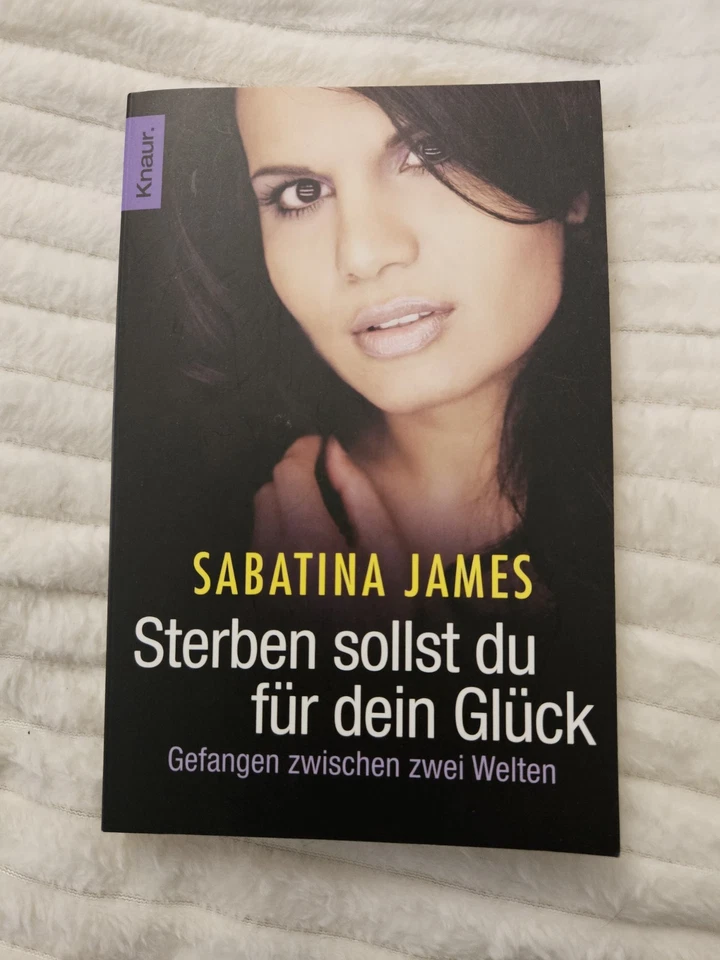 Knaur.
SABATINA JAMES
Sterben sollst du
für dein Glück
Gefangen zwischen zwei Welten